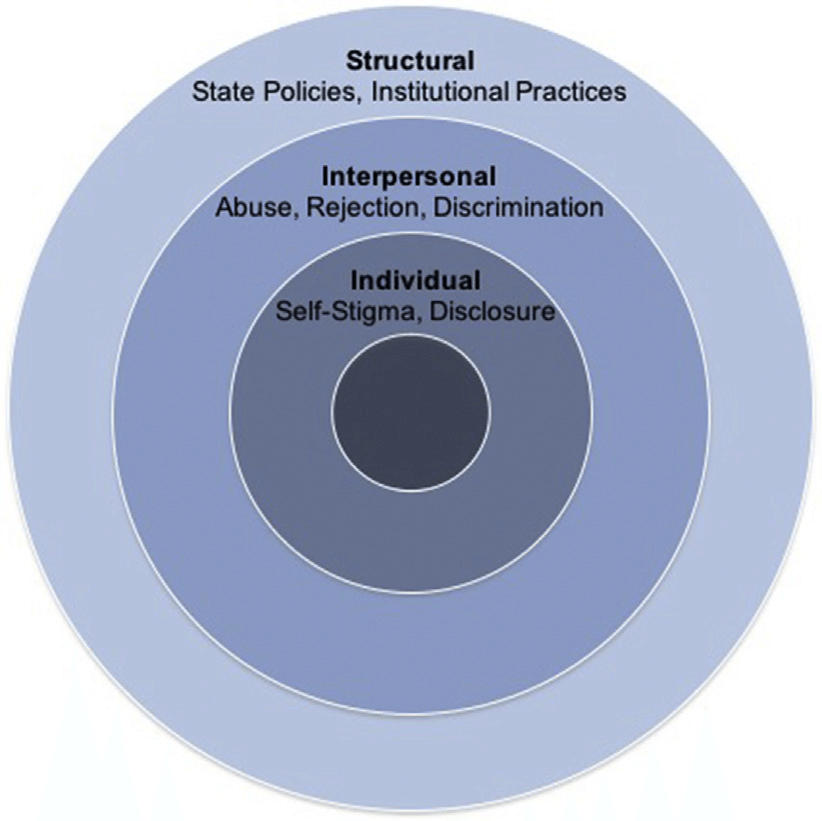 Structural
State Policies, Institutional Practices
Interpersonal
Abuse, Rejection, Discrimination
Individual
Self-Stigma, Disclosure